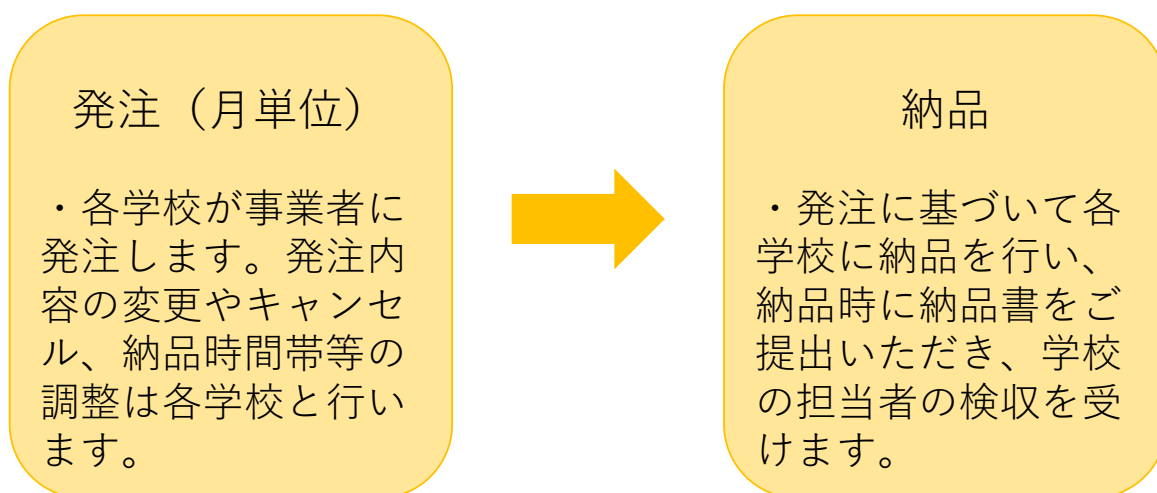 発注（月単位）
・各学校が事業者に
発注します。発注内
容の変更やキャンセ
ル、納品時間帯等の
調整は各学校と行い
ます。
納品
・発注に基づいて各
学校に納品を行い、
納品時に納品書をご
提出いただき、学校
の担当者の検収を受
けます。